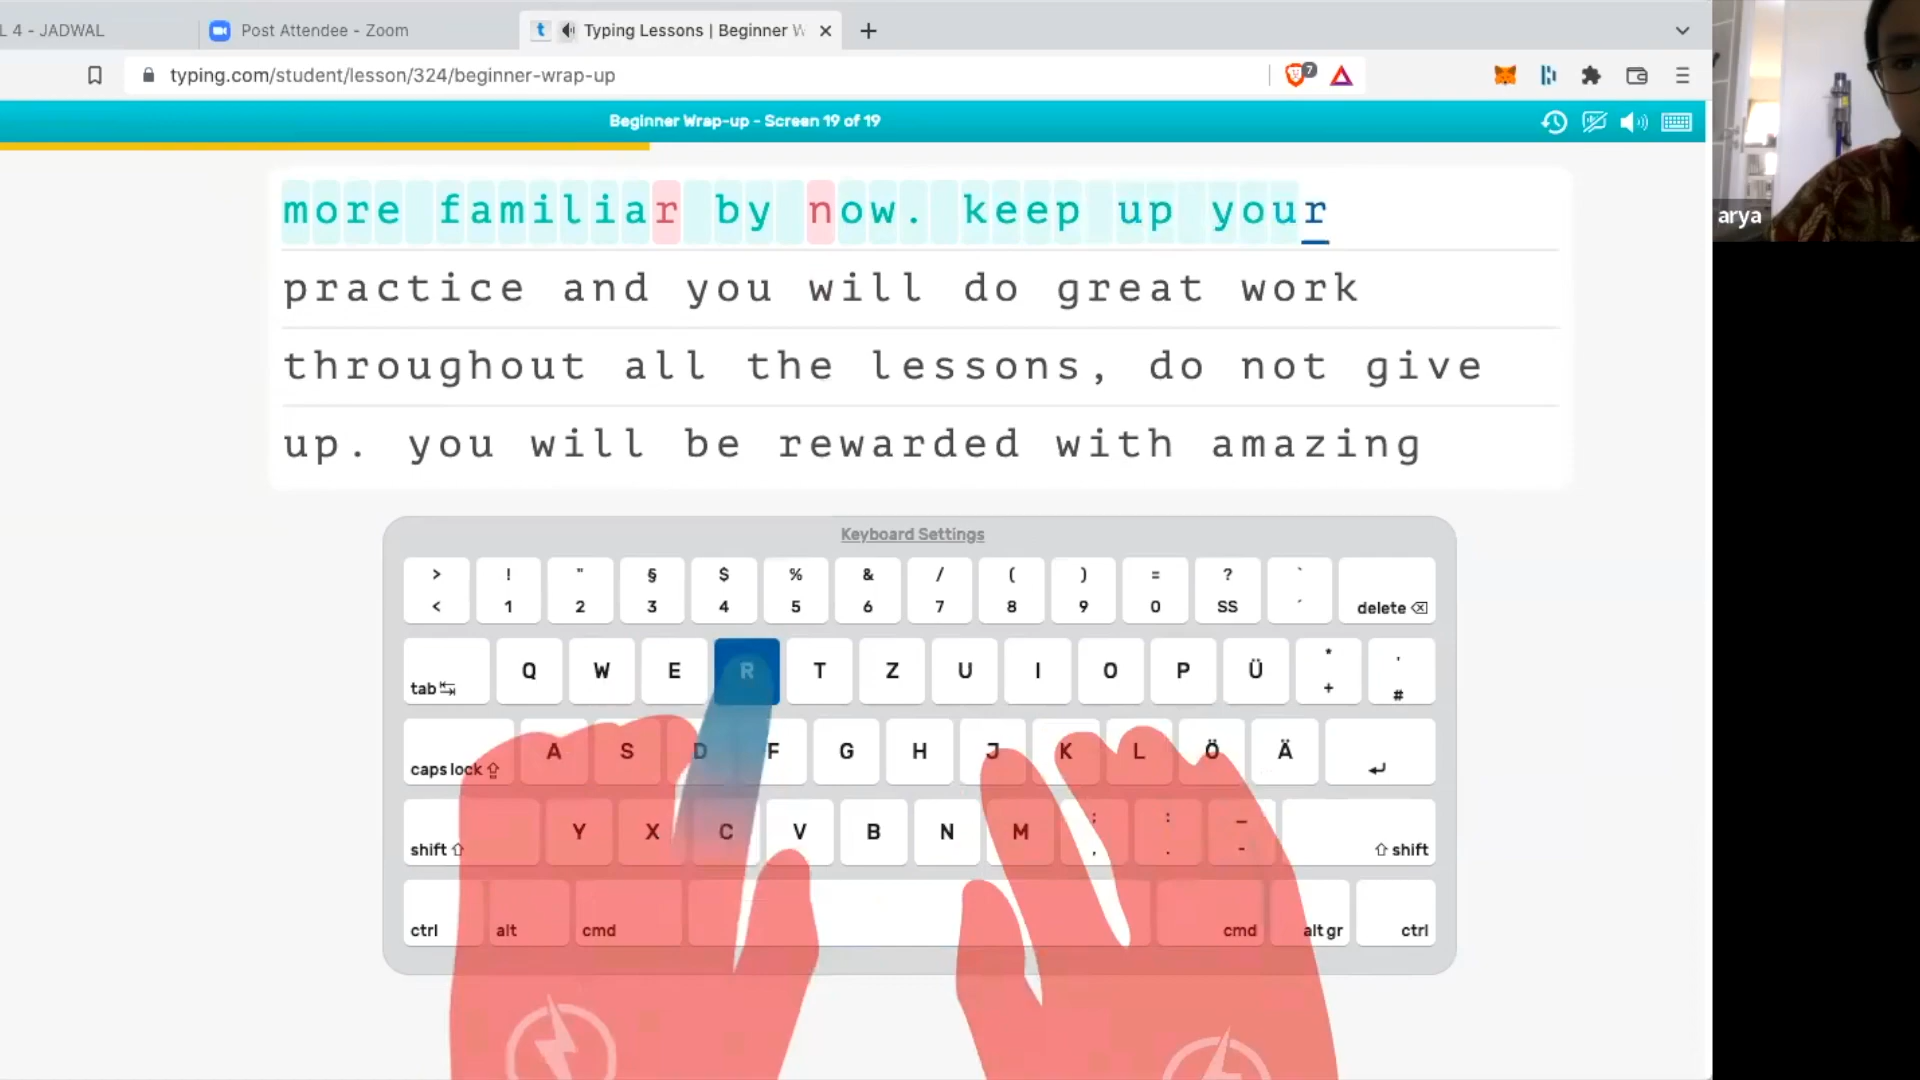 L 4 - JADWAL
Post Attendee - Zoom
t
Typing Lessons | Beginner W
typing.com/student/lesson/324/beginner-wrap-up
7
Beginner Wrap-up - Screen 19 of 19
arya
more familiar by now. keep up your
practice and you will do great work
throughout all the lessons, do not give
up. you will be rewarded with amazing
Keyboard Settings
> ! " § $ % & / ( ) = ? `
< 1 2 3 4 5 6 7 8 9 0 SS ´ delete
tab Q W E R T Z U I O P Ü * + ' #
caps lock A S D F G H J K L Ö Ä
shift Y X C V B N M ; , : . _ - shift
ctrl alt cmd cmd alt gr ctrl